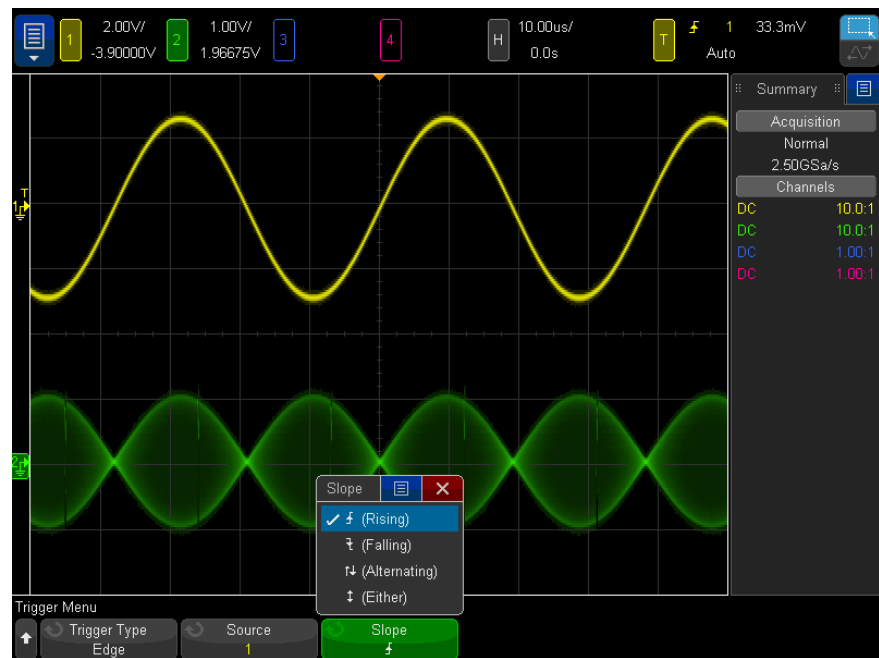 1 2.00V/ 2 1.00V/ 3 4 H 10.00us/ T 1 33.3mV
-3.90000V 1.96675V 0.0s Auto
Summary
Acquisition
Normal
2.50GSa/s
Channels
DC 10.0:1
DC 10.0:1
DC 1.00:1
DC 1.00:1
T
1
2
Slope
(Rising)
(Falling)
(Alternating)
(Either)
Trigger Menu
Trigger Type Source Slope
Edge 1